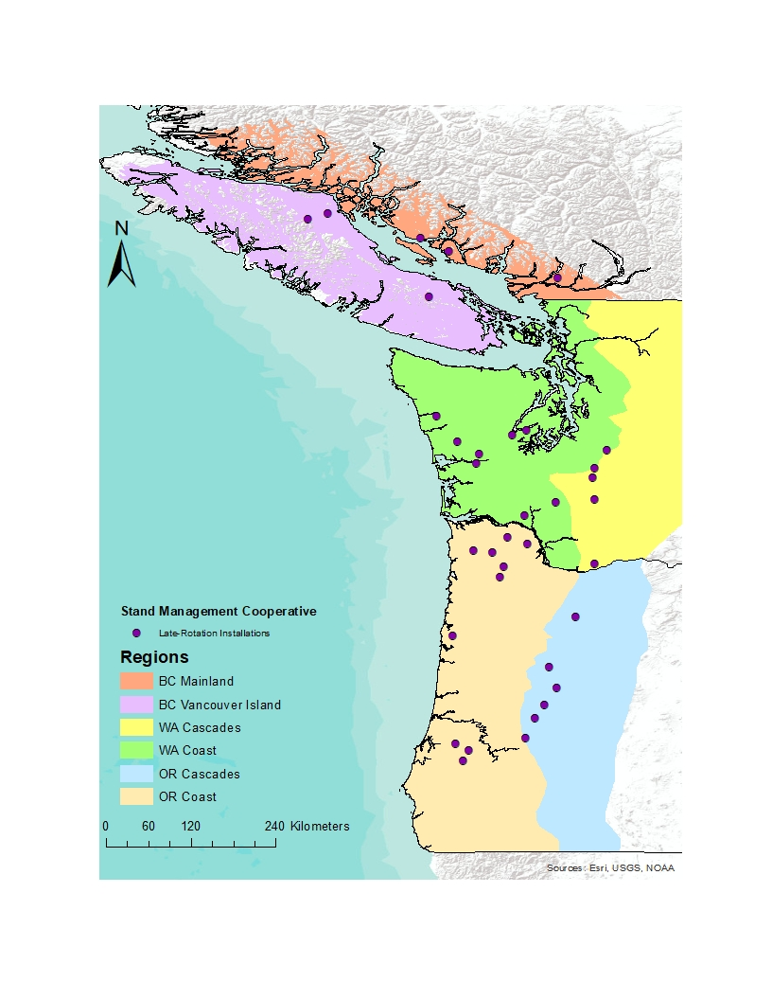 N
Stand Management Cooperative
Late-Rotation Installations
Regions
BC Mainland
BC Vancouver Island
WA Cascades
WA Coast
OR Cascades
OR Coast
0 60 120 240 Kilometers
Sources: Esri, USGS, NOAA